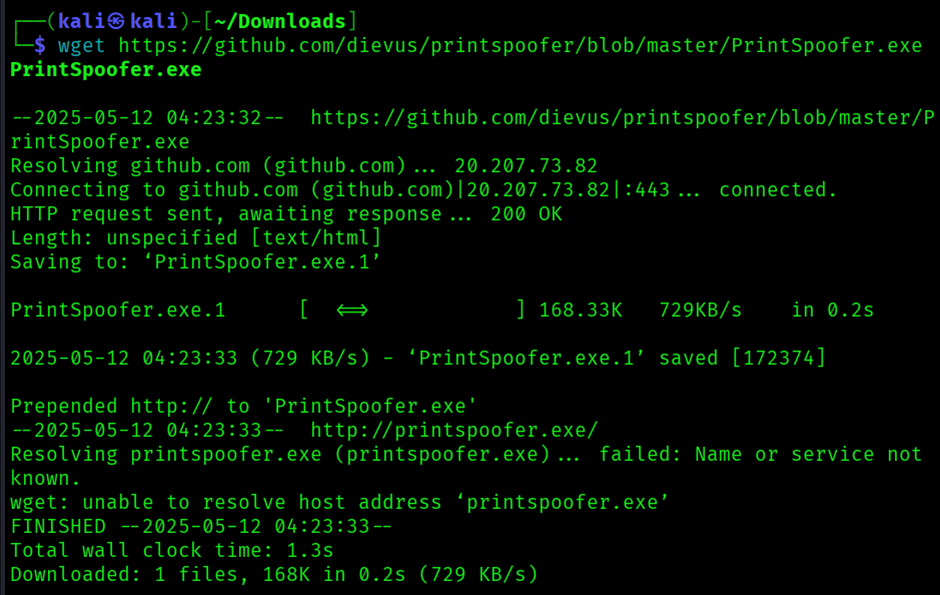 ┌──(kali㉿kali)-[~/Downloads]
└─$ wget https://github.com/dievus/printspoofer/blob/master/PrintSpoofer.exe
PrintSpoofer.exe
--2025-05-12 04:23:32-- https://github.com/dievus/printspoofer/blob/master/P
rintSpoofer.exe
Resolving github.com (github.com)... 20.207.73.82
Connecting to github.com (github.com)|20.207.73.82|:443... connected.
HTTP request sent, awaiting response... 200 OK
Length: unspecified [text/html]
Saving to: ‘PrintSpoofer.exe.1’
PrintSpoofer.exe.1 [ <=> ] 168.33K 729KB/s in 0.2s
2025-05-12 04:23:33 (729 KB/s) - ‘PrintSpoofer.exe.1’ saved [172374]
Prepended http:// to 'PrintSpoofer.exe'
--2025-05-12 04:23:33-- http://printspoofer.exe/
Resolving printspoofer.exe (printspoofer.exe)... failed: Name or service not
known.
wget: unable to resolve host address ‘printspoofer.exe’
FINISHED --2025-05-12 04:23:33--
Total wall clock time: 1.3s
Downloaded: 1 files, 168K in 0.2s (729 KB/s)